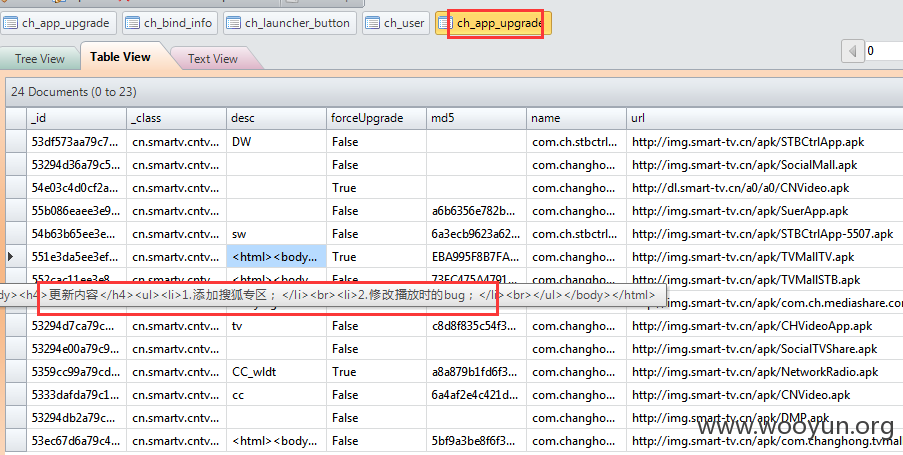 ch_app_upgrade ch_bind_info ch_launcher_button ch_user ch_app_upgrade
Tree View Table View Text View 0
24 Documents (0 to 23)
_id _class desc forceUpgrade md5 name url
53df573aa79c7... cn.smartv.cntv... DW False com.ch.stbctrl... http://img.smart-tv.cn/apk/STBCtrlApp.apk
53294d36a79c5... cn.smartv.cntv... False com.changho... http://img.smart-tv.cn/apk/SocialMall.apk
54e03c4d0cf2a... cn.smartv.cntv... True com.changho... http://dl.smart-tv.cn/a0/a0/CNVideo.apk
55b086eaee3e9... cn.smartv.cntv... False a6b6356e782b... com.changho... http://img.smart-tv.cn/apk/SuerApp.apk
54b63b65ee3e... cn.smartv.cntv... sw False 6a3ecb9623a62... com.ch.stbctrl... http://img.smart-tv.cn/apk/STBCtrlApp-5507.apk
551e3da5ee3ef... cn.smartv.cntv... <html><body... True EBA995F8B7FA... com.changho... http://img.smart-tv.cn/apk/TVMallTV.apk
552cac11ee3e8... cn.smartv.cntv... <html><body... False 73FC475A4791... com.changho... http://img.smart-tv.cn/apk/TVMallSTB.apk
dy><h4>更新内容</h4><ul><li>1.添加搜狐专区；</li><br><li>2.修改播放时的bug；</li><br></ul></body></html> cn/apk/com.ch.mediashare.co
53294d7ca79c... cn.smartv.cntv... tv False c8d8f835c54f3... com.changho... http://img.smart-tv.cn/apk/CHVideoApp.apk
53294e00a79c9... cn.smartv.cntv... False com.changho... http://img.smart-tv.cn/apk/SocialTVShare.apk
5359cc99a79cd... cn.smartv.cntv... CC_wldt True a8a879b1fd6f3... com.changho... http://img.smart-tv.cn/apk/NetworkRadio.apk
5333dafda79c1... cn.smartv.cntv... cc False 6a4af2e4c421d... com.changho... http://img.smart-tv.cn/apk/CNVideo.apk
53294db2a79c... cn.smartv.cntv... False com.changho... http://img.smart-tv.cn/apk/DMP.apk
53ec67d6a79c4... cn.smartv.cntv... <html><body... False 5bf9a3be8f6f3... com.changho... http://img.smart-tv.cn/apk/com.changhong.tvmal
www.wooyun.org